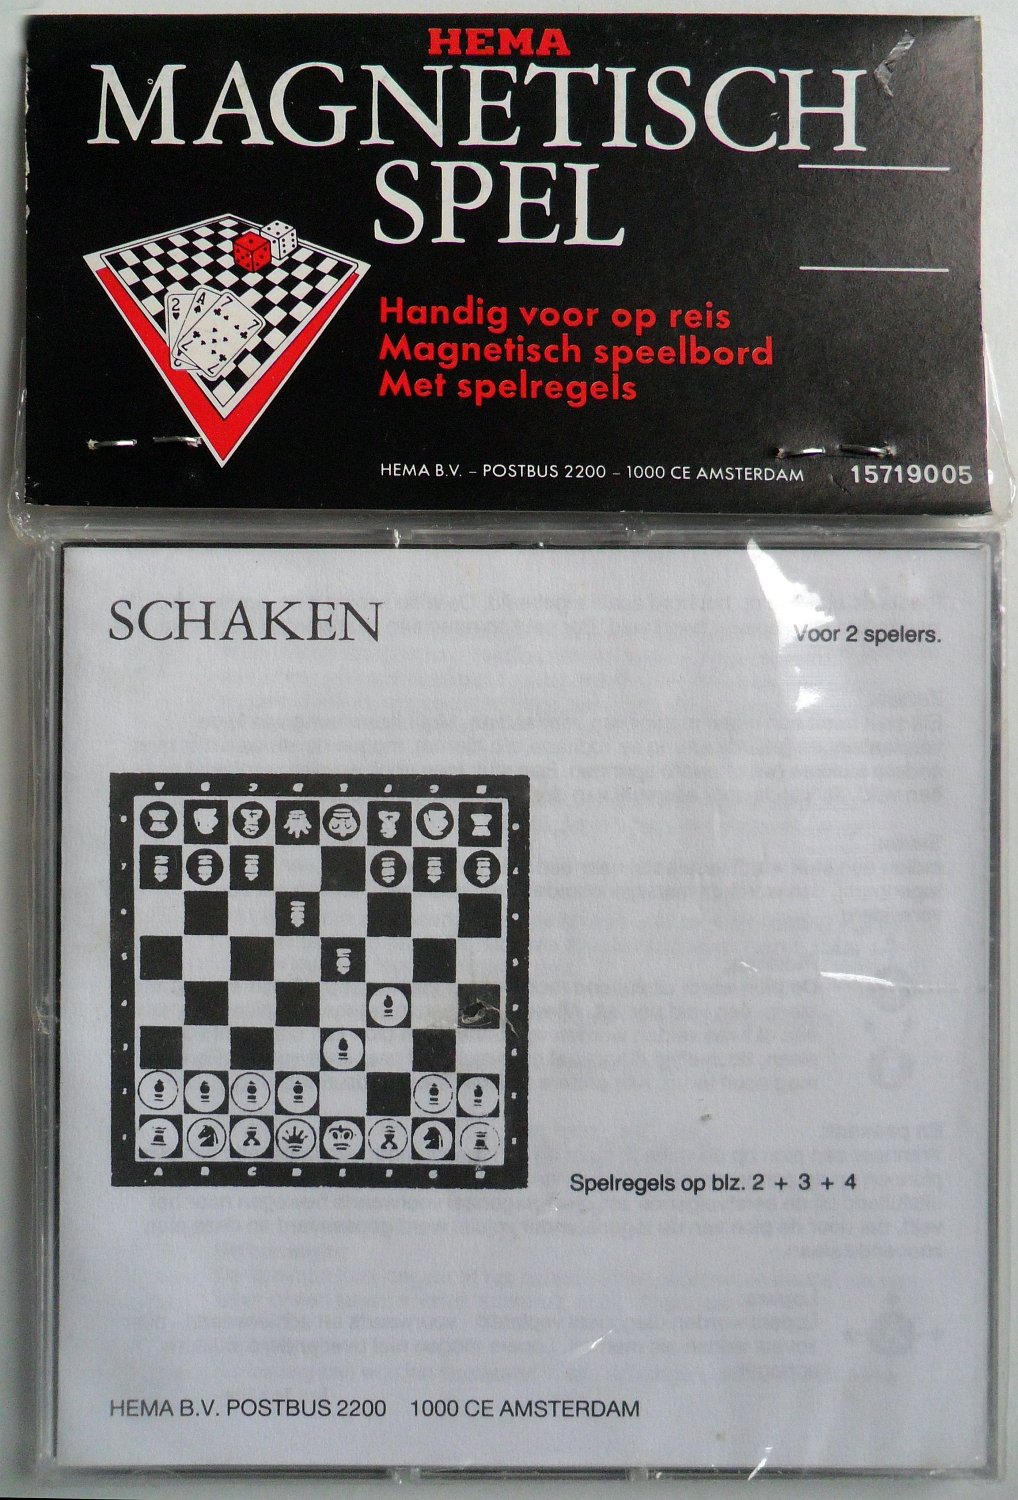 HEMA
MAGNETISCH
SPEL
Handig voor op reis
Magnetisch speelbord
Met spelregels
HEMA B.V. – POSTBUS 2200 – 1000 CE AMSTERDAM 15719005
SCHAKEN
Voor 2 spelers.
Spelregels op blz. 2 + 3 + 4
A B C D E F G H
HEMA B.V. POSTBUS 2200 1000 CE AMSTERDAM